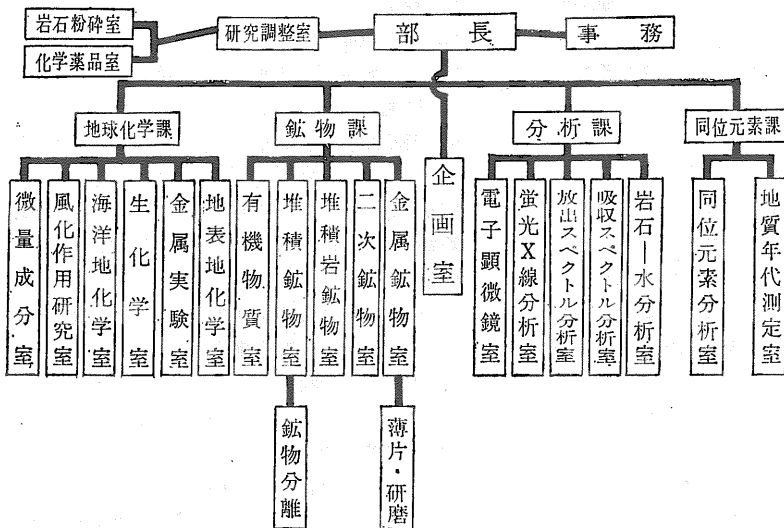 岩石粉砕室
化学薬品室
研究調整室
部長
事務
地球化学課
鉱物課
分析課
同位元素課
企画室
微量成分室
風化作用研究室
海洋地化学室
生化学室
金属実験室
地表地化学室
有機物質室
堆積鉱物室
堆積岩鉱物室
二次鉱物室
金属鉱物室
電子顕微鏡室
蛍光X線分析室
放出スペクトル分析室
吸収スペクトル分析室
岩石―水分析室
同位元素分析室
地質年代測定室
鉱物分離
薄片・研磨